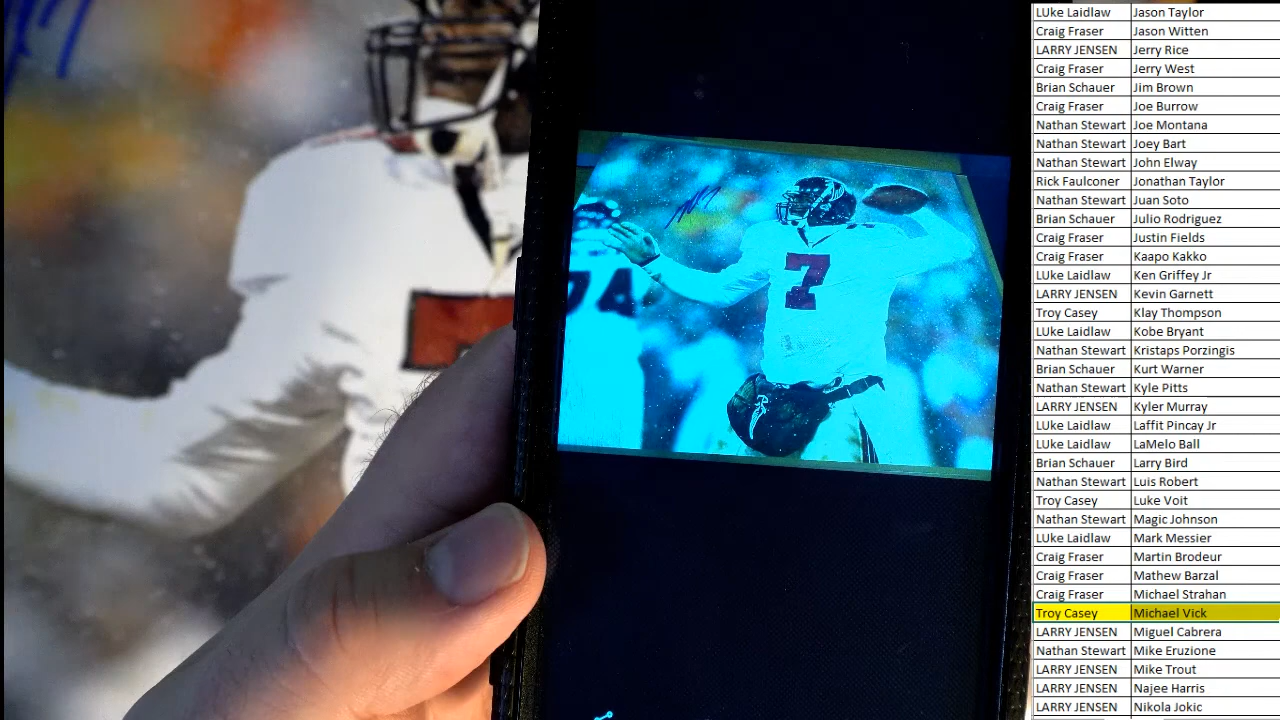 LUke Laidlaw Jason Taylor
Craig Fraser Jason Witten
LARRY JENSEN Jerry Rice
Craig Fraser Jerry West
Brian Schauer Jim Brown
Craig Fraser Joe Burrow
Nathan Stewart Joe Montana
Nathan Stewart Joey Bart
Nathan Stewart John Elway
Rick Faulconer Jonathan Taylor
Nathan Stewart Juan Soto
Brian Schauer Julio Rodriguez
Craig Fraser Justin Fields
Craig Fraser Kaapo Kakko
LUke Laidlaw Ken Griffey Jr
LARRY JENSEN Kevin Garnett
Troy Casey Klay Thompson
LUke Laidlaw Kobe Bryant
Nathan Stewart Kristaps Porzingis
Brian Schauer Kurt Warner
Nathan Stewart Kyle Pitts
LARRY JENSEN Kyler Murray
LUke Laidlaw Laffit Pincay Jr
LUke Laidlaw LaMelo Ball
Brian Schauer Larry Bird
Nathan Stewart Luis Robert
Troy Casey Luke Voit
Nathan Stewart Magic Johnson
LUke Laidlaw Mark Messier
Craig Fraser Martin Brodeur
Craig Fraser Mathew Barzal
Craig Fraser Michael Strahan
Troy Casey Michael Vick
LARRY JENSEN Miguel Cabrera
Nathan Stewart Mike Eruzione
LARRY JENSEN Mike Trout
LARRY JENSEN Najee Harris
LARRY JENSEN Nikola Jokic
7
74